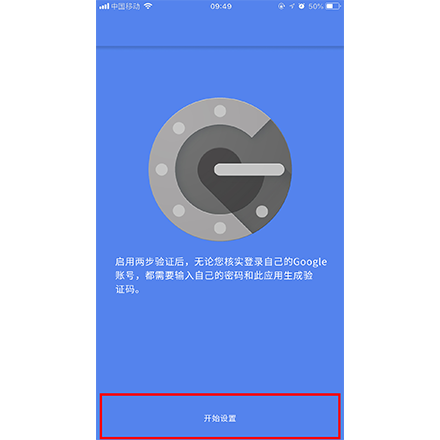 中国移动
09:49
50%
启用两步验证后，无论您核实登录自己的Google
账号，都需要输入自己的密码和此应用生成验
证码。
开始设置